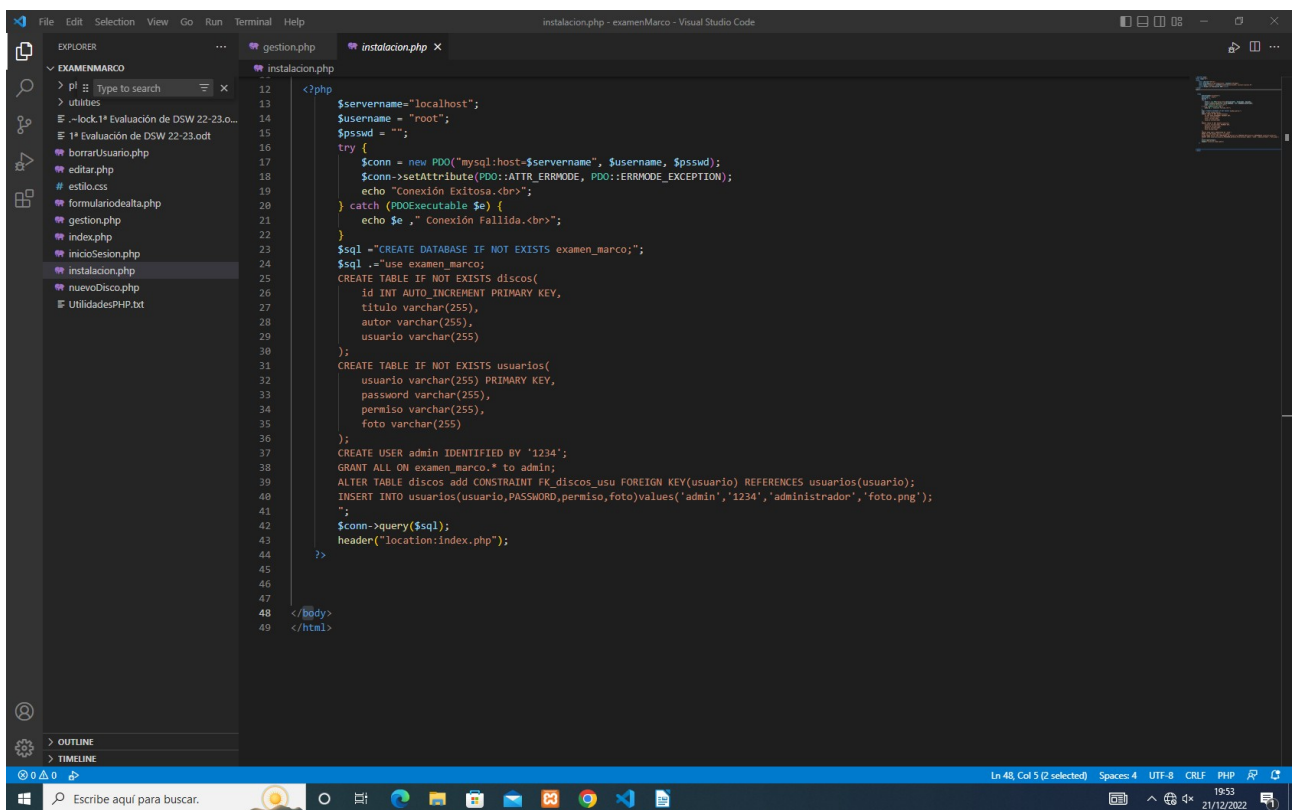 File Edit Selection View Go Run Terminal Help
instalacion.php - examenMarco - Visual Studio Code
EXPLORER
EXAMENMARCO
Type to search
> utilities
.~lock.1ª Evaluación de DSW 22-23.o...
1ª Evaluación de DSW 22-23.odt
borrarUsuario.php
editar.php
# estilo.css
formulariodealta.php
gestion.php
index.php
inicioSesion.php
instalacion.php
nuevoDisco.php
UtilidadesPHP.txt
> OUTLINE
> TIMELINE
gestion.php
instalacion.php
instalacion.php
12 <?php
13 $servername="localhost";
14 $username = "root";
15 $psswd = "";
16 try {
17 $conn = new PDO("mysql:host=$servername", $username, $psswd);
18 $conn->setAttribute(PDO::ATTR_ERRMODE, PDO::ERRMODE_EXCEPTION);
19 echo "Conexión Exitosa.<br>";
20 } catch (PDOExecutable $e) {
21 echo $e ," Conexión Fallida.<br>";
22 }
23 $sql ="CREATE DATABASE IF NOT EXISTS examen_marco;";
24 $sql .="use examen_marco;
25 CREATE TABLE IF NOT EXISTS discos(
26 id INT AUTO_INCREMENT PRIMARY KEY,
27 titulo varchar(255),
28 autor varchar(255),
29 usuario varchar(255)
30 );
31 CREATE TABLE IF NOT EXISTS usuarios(
32 usuario varchar(255) PRIMARY KEY,
33 password varchar(255),
34 permiso varchar(255),
35 foto varchar(255)
36 );
37 CREATE USER admin IDENTIFIED BY '1234';
38 GRANT ALL ON examen_marco.* to admin;
39 ALTER TABLE discos add CONSTRAINT FK_discos_usu FOREIGN KEY(usuario) REFERENCES usuarios(usuario);
40 INSERT INTO usuarios(usuario,PASSWORD,permiso,foto)values('admin','1234','administrador','foto.png');
41 ";
42 $conn->query($sql);
43 header("location:index.php");
44 ?>
45
46
47
48 </body>
49 </html>
0 0
Ln 48, Col 5 (2 selected) Spaces: 4 UTF-8 CRLF PHP
Escribe aquí para buscar.
19:53
21/12/2022